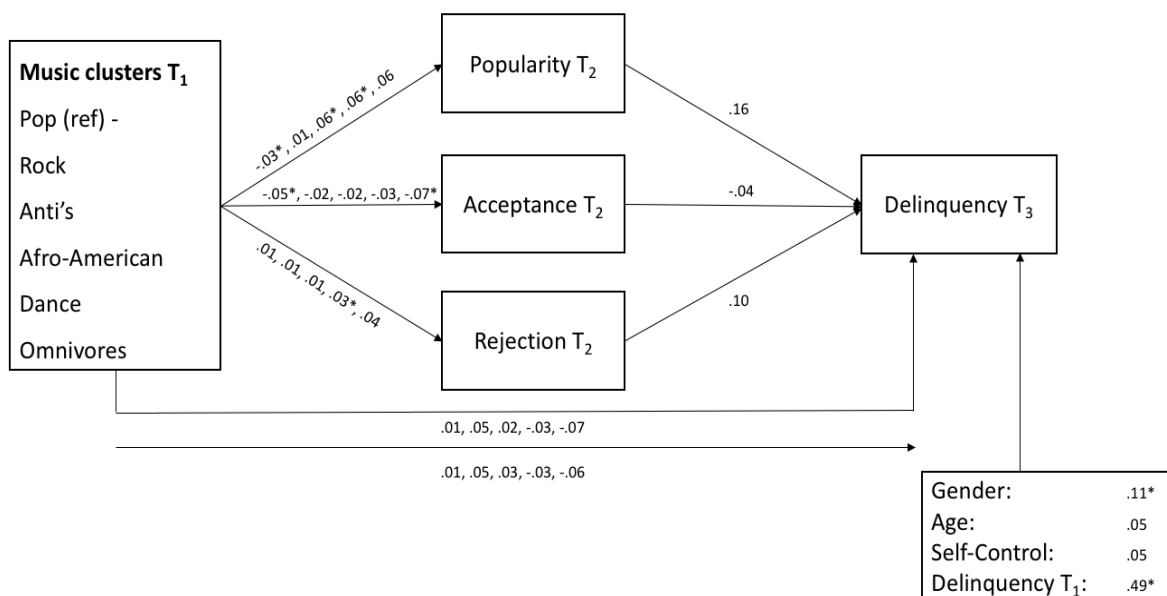 Music clusters T1
Pop (ref) -
Rock
Anti's
Afro-American
Dance
Omnivores
-.03*, .01, .06*, .06*, .06
-.05*, -.02, -.02, -.03, -.07*
.01, .01, .01, .03*, .04
Popularity T2
Acceptance T2
Rejection T2
.16
-.04
.10
Delinquency T3
.01, .05, .02, -.03, -.07
.01, .05, .03, -.03, -.06
Gender: .11*
Age: .05
Self-Control: .05
Delinquency T1: .49*